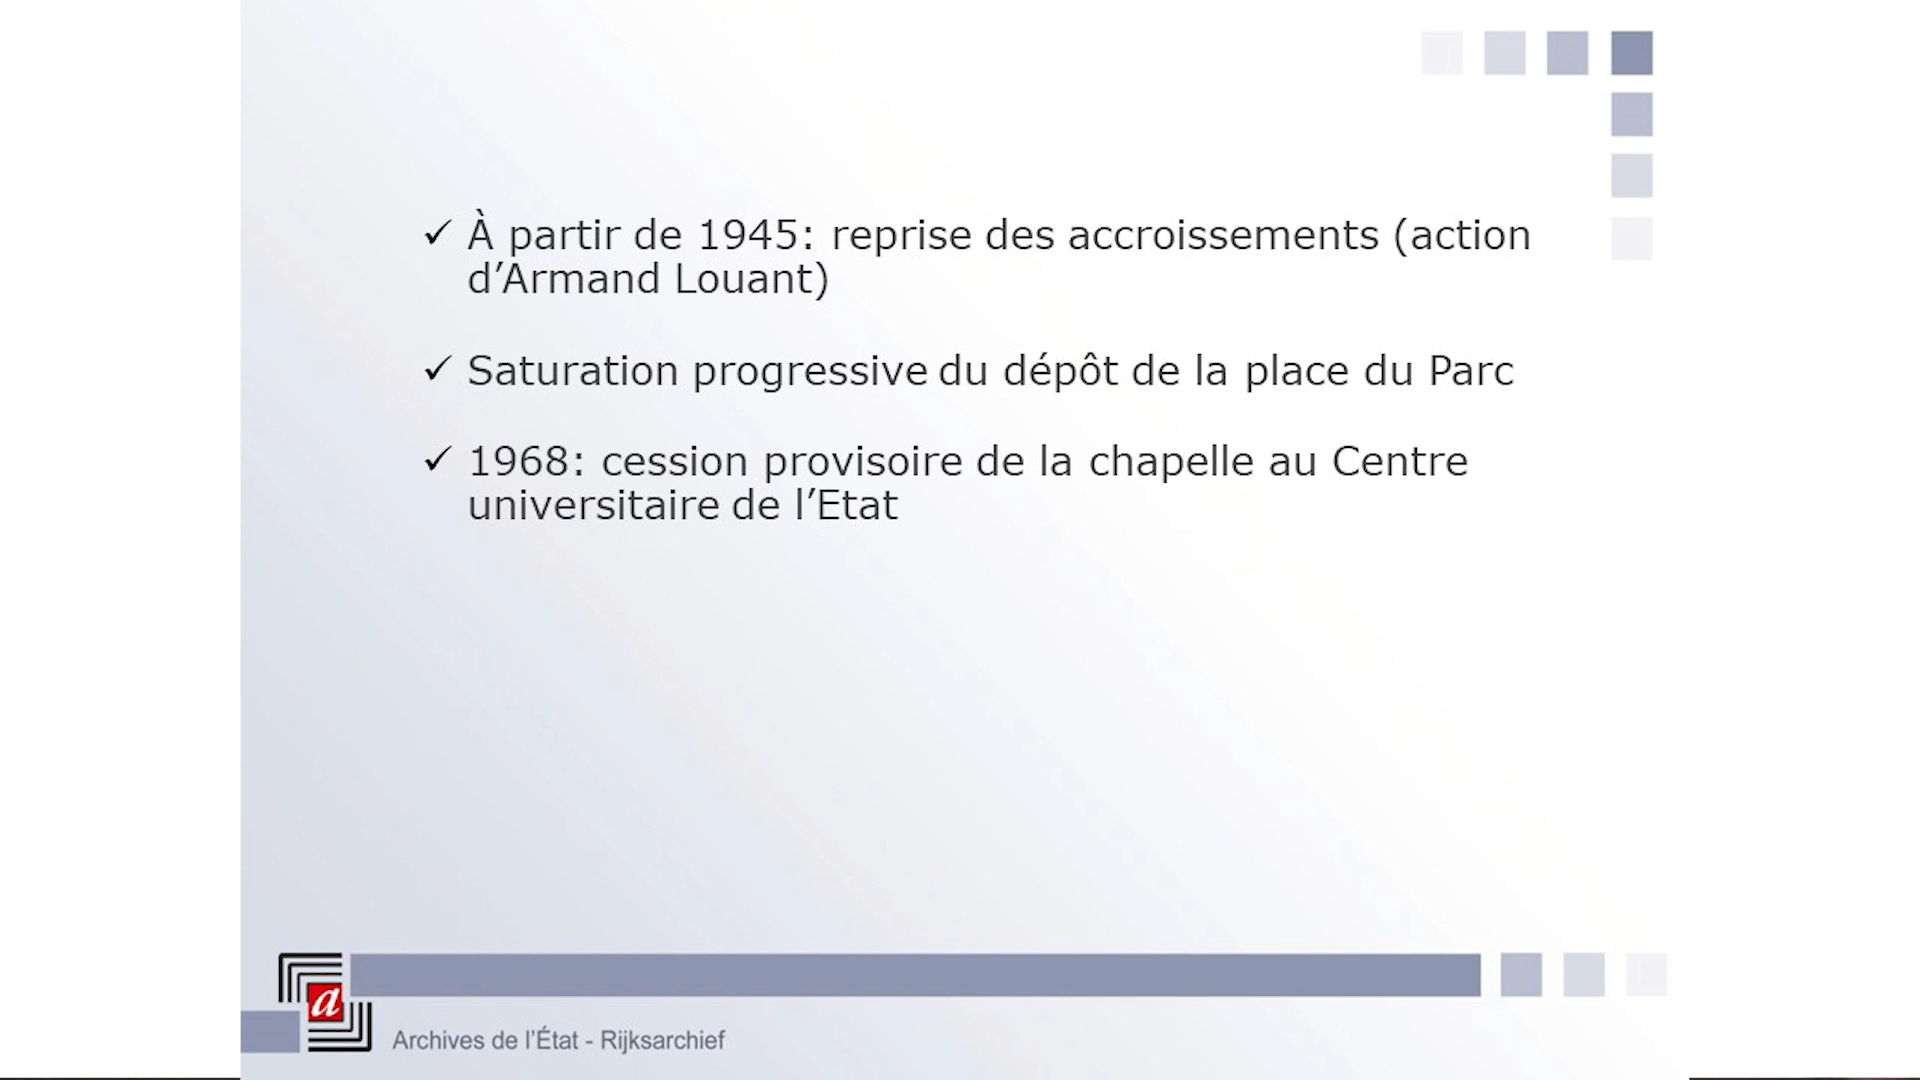 ✓ À partir de 1945: reprise des accroissements (action
d’Armand Louant)
✓ Saturation progressive du dépôt de la place du Parc
✓ 1968: cession provisoire de la chapelle au Centre
universitaire de l’Etat
a
Archives de l'État - Rijksarchief